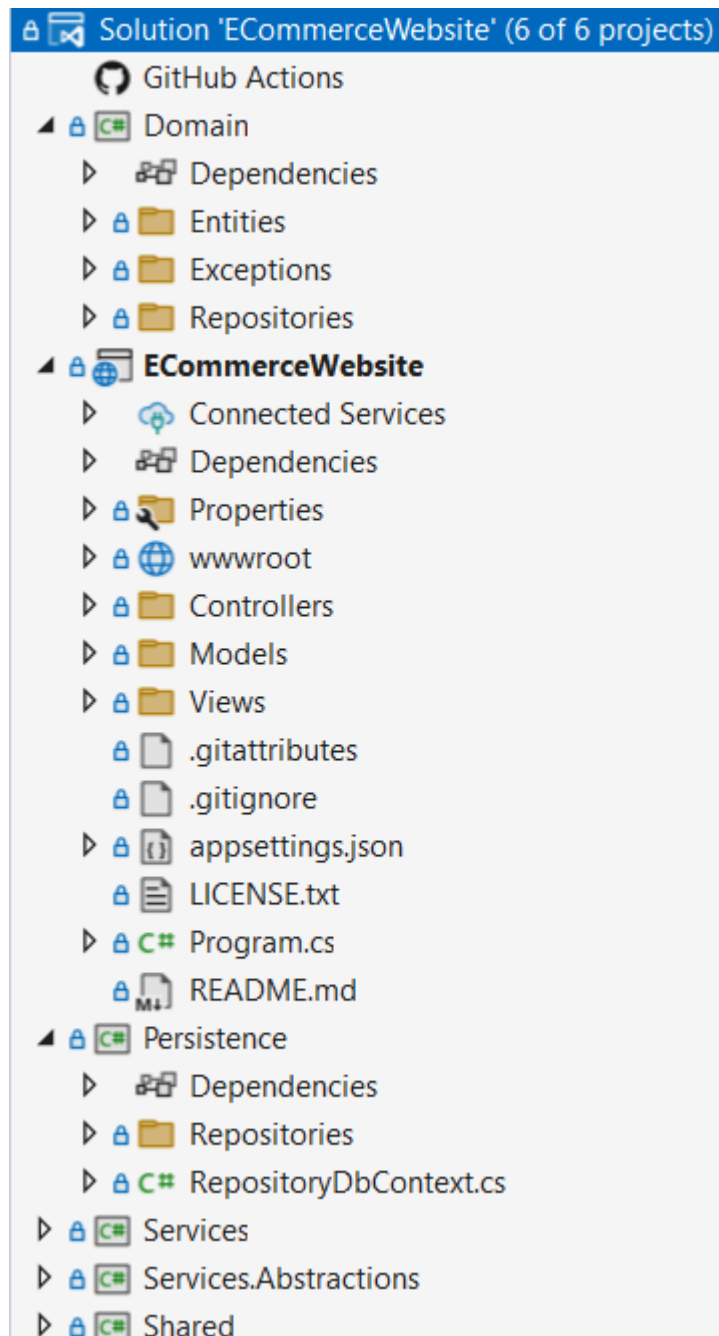 Solution 'ECommerceWebsite' (6 of 6 projects)
GitHub Actions
C# Domain
Dependencies
Entities
Exceptions
Repositories
ECommerceWebsite
Connected Services
Dependencies
Properties
wwwroot
Controllers
Models
Views
.gitattributes
.gitignore
appsettings.json
LICENSE.txt
C# Program.cs
M↓ README.md
C# Persistence
Dependencies
Repositories
C# RepositoryDbContext.cs
C# Services
C# Services.Abstractions
C# Shared